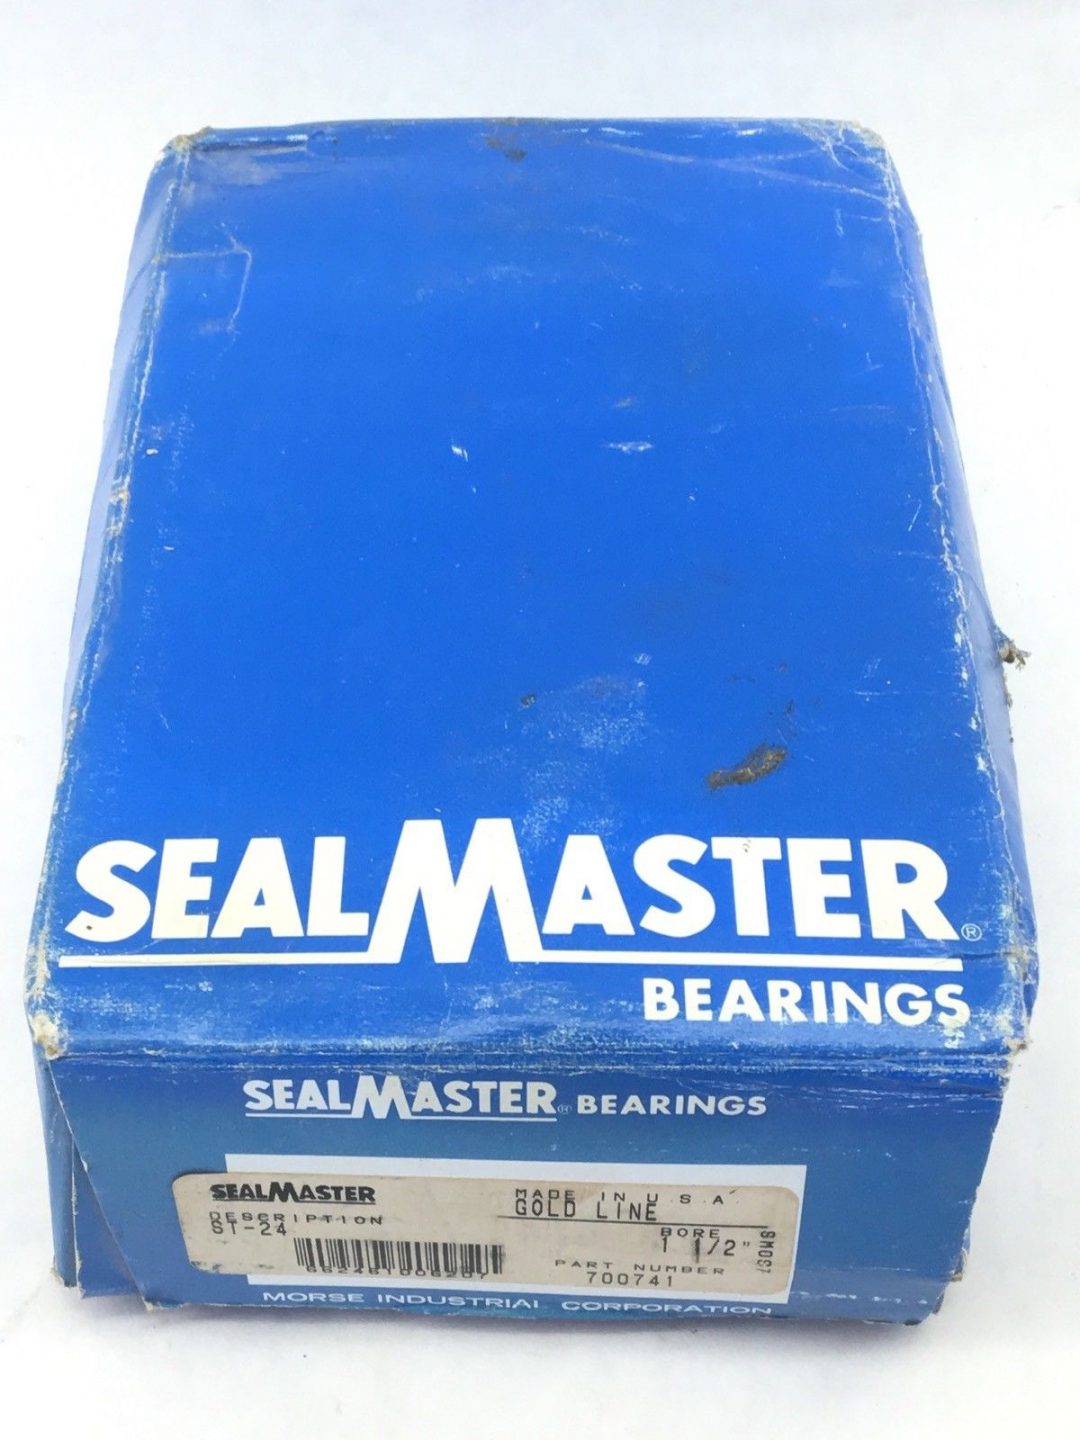 SEALMASTER®
BEARINGS
SEALMASTER® BEARINGS
SEALMASTER
MADE IN U.S.A.
GOLD LINE
DESCRIPTION
ST-24
BORE
1 1/2"
PART NUMBER
700741
MORSE INDUSTRIAL CORPORATION